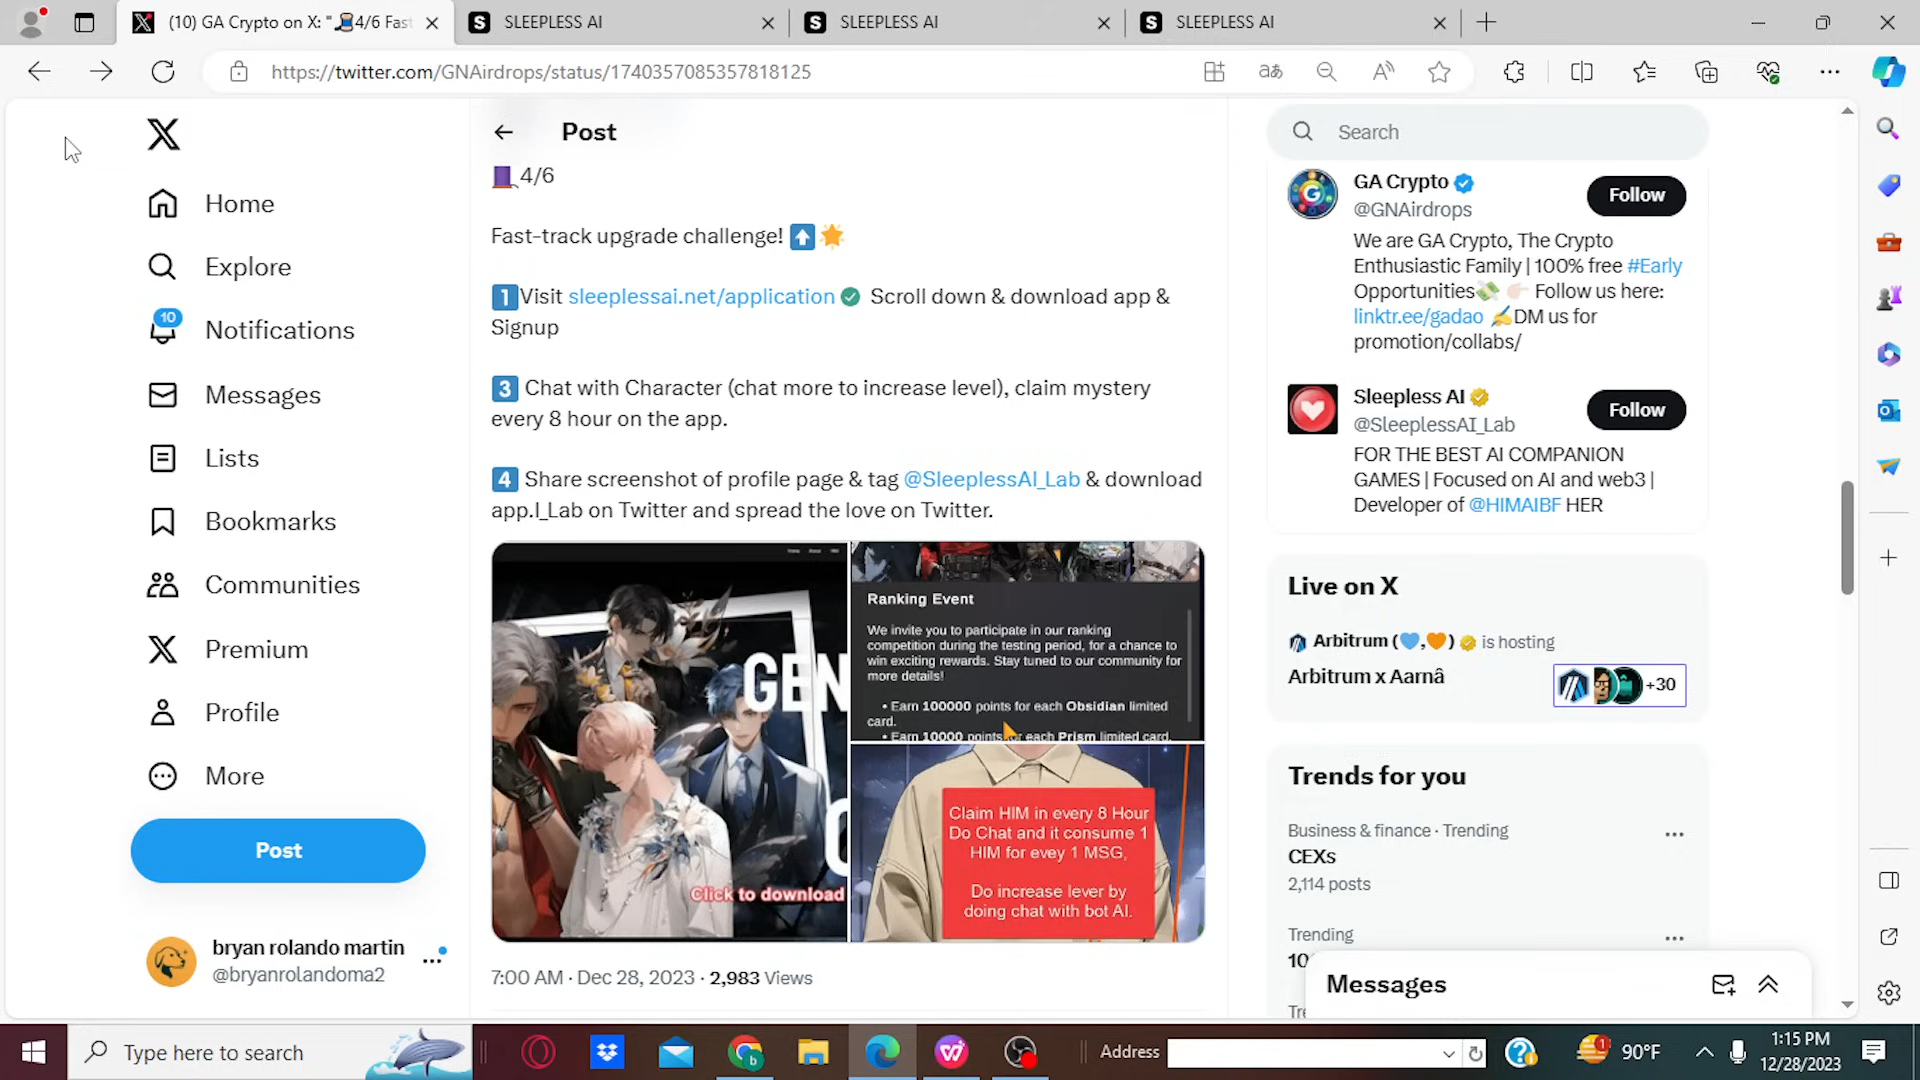 (10) GA Crypto on X: "🧵4/6 Fast
SLEEPLESS AI
SLEEPLESS AI
SLEEPLESS AI
https://twitter.com/GNAirdrops/status/1740357085357818125
Post
🧵4/6
Fast-track upgrade challenge! ⬆️🌟
1️⃣Visit sleeplessai.net/application ✅ Scroll down & download app &
Signup
3️⃣ Chat with Character (chat more to increase level), claim mystery
every 8 hour on the app.
4️⃣ Share screenshot of profile page & tag @SleeplessAI_Lab & download
app.I_Lab on Twitter and spread the love on Twitter.
GEN
Click to download
Ranking Event
We invite you to participate in our ranking
competition during the testing period, for a chance to
win exciting rewards. Stay tuned to our community for
more details!
• Earn 100000 points for each Obsidian limited
card.
• Earn 10000 points for each Prism limited card.
Claim HIM in every 8 Hour
Do Chat and it consume 1
HIM for evey 1 MSG,
Do increase lever by
doing chat with bot AI.
7:00 AM · Dec 28, 2023 · 2,983 Views
Home
Explore
10
Notifications
Messages
Lists
Bookmarks
Communities
Premium
Profile
More
Post
bryan rolando martin
@bryanrolandoma2
Search
GA Crypto
@GNAirdrops
Follow
We are GA Crypto, The Crypto
Enthusiastic Family | 100% free #Early
Opportunities💸 👉🏻 Follow us here:
linktr.ee/gadao ✍️DM us for
promotion/collabs/
Sleepless AI
@SleeplessAI_Lab
Follow
FOR THE BEST AI COMPANION
GAMES | Focused on AI and web3 |
Developer of @HIMAIBF HER
Live on X
Arbitrum (💙,🧡) is hosting
Arbitrum x Aarnâ
+30
Trends for you
Business & finance · Trending
CEXs
2,114 posts
Trending
Messages
Type here to search
Address
1
90°F
1:15 PM
12/28/2023